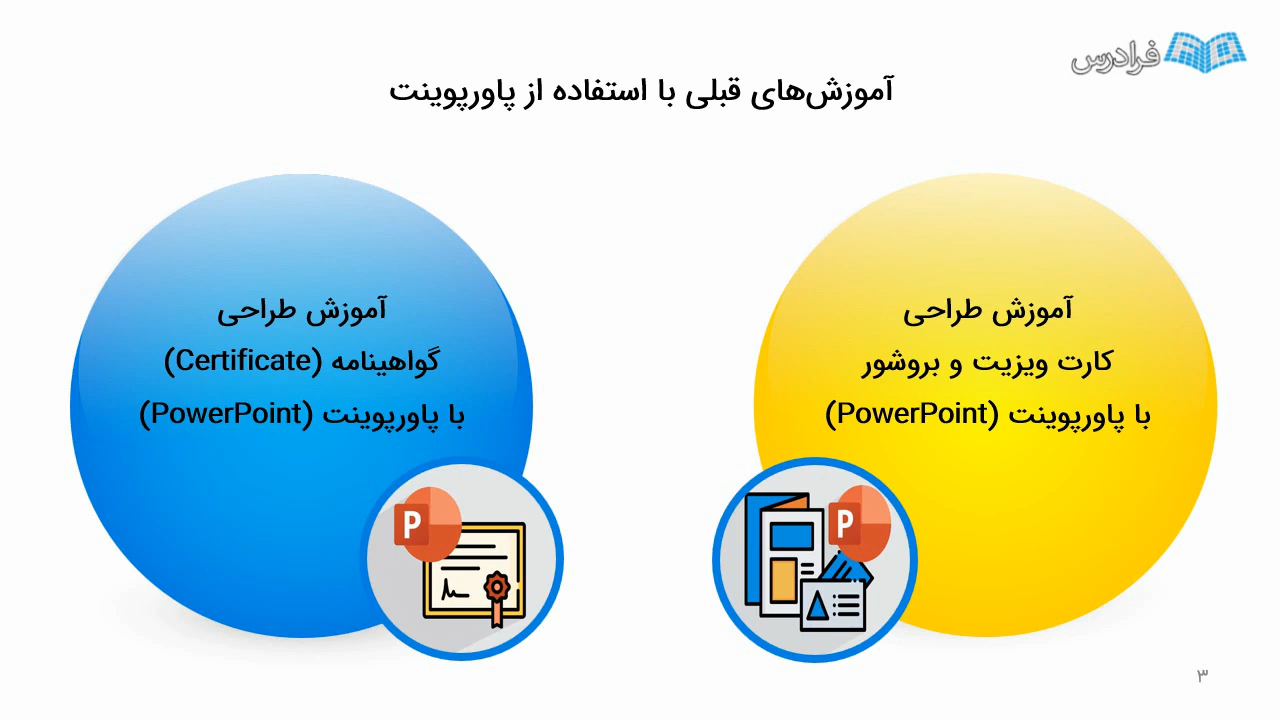 فرادرس
آموزش‌های قبلی با استفاده از پاورپوینت
آموزش طراحی
کارت ویزیت و بروشور
با پاورپوینت (PowerPoint)
آموزش طراحی
گواهینامه (Certificate)
با پاورپوینت (PowerPoint)
P
P
۳